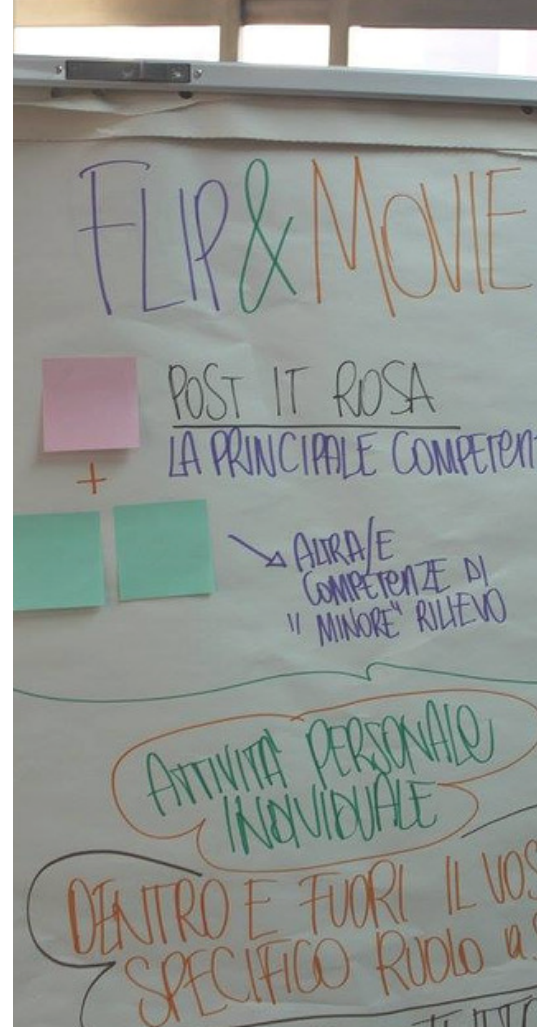 FLIP & MOVIE
POST IT ROSA
LA PRINCIPALE COMPETEN
+
ALTRA/E
COMPETENZE DI
"MINORE" RILIEVO
ATTIVITÀ PERSONALE
INDIVIDUALE
DENTRO E FUORI IL VOS
SPECIFICO RUOLO